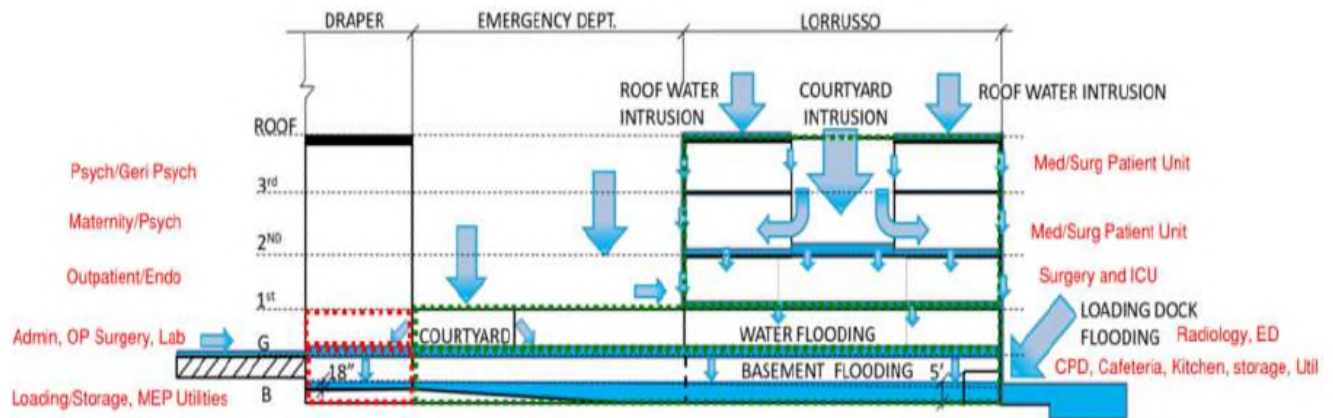 DRAPER EMERGENCY DEPT. LORRUSSO
ROOF WATER INTRUSION
COURTYARD INTRUSION
ROOF WATER INTRUSION
ROOF
Psych/Geri Psych
Med/Surg Patient Unit
3rd
Maternity/Psych
Med/Surg Patient Unit
2ND
Outpatient/Endo
Surgery and ICU
1st
LOADING DOCK
FLOODING
Radiology, ED
Admin, OP Surgery, Lab
COURTYARD
WATER FLOODING
G
CPD, Cafeteria, Kitchen, storage, Util
18"
BASEMENT FLOODING
5'
Loading/Storage, MEP Utilities
B